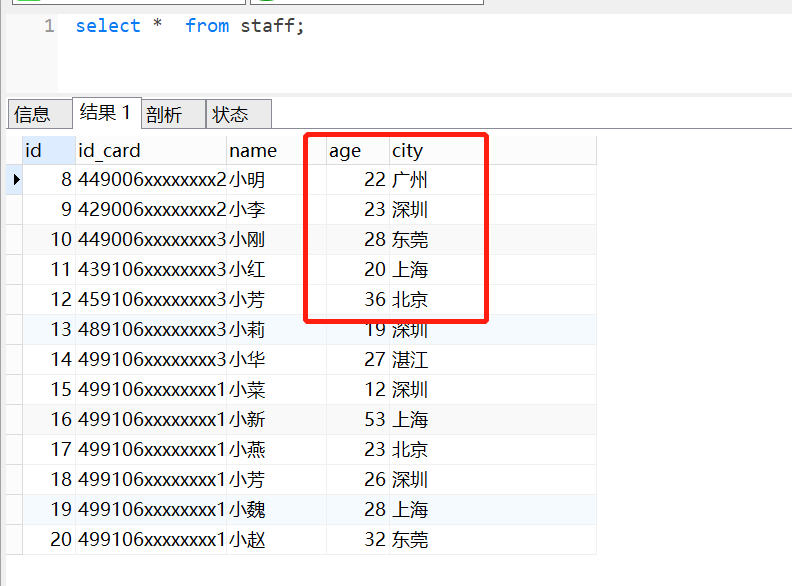 1 select * from staff;
信息 结果 1 剖析 状态
id id_card name age city
8 449006xxxxxxxx2 小明 22 广州
9 429006xxxxxxxx2 小李 23 深圳
10 449006xxxxxxxx3 小刚 28 东莞
11 439106xxxxxxxx3 小红 20 上海
12 459106xxxxxxxx3 小芳 36 北京
13 489106xxxxxxxx3 小莉 19 深圳
14 499106xxxxxxxx3 小华 27 湛江
15 499106xxxxxxxx1 小菜 12 深圳
16 499106xxxxxxxx1 小新 53 上海
17 499106xxxxxxxx1 小燕 23 北京
18 499106xxxxxxxx1 小芳 26 深圳
19 499106xxxxxxxx1 小魏 28 上海
20 499106xxxxxxxx1 小赵 32 东莞